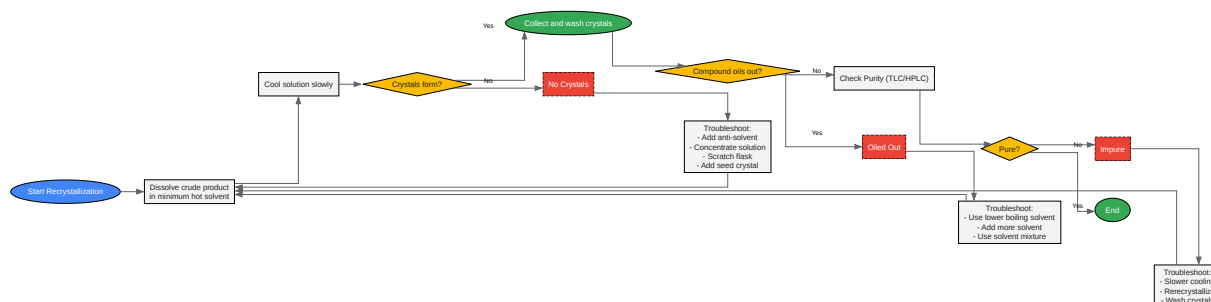 Start Recrystallization
Dissolve crude product
in minimum hot solvent
Cool solution slowly
Crystals form?
Yes
Collect and wash crystals
No
No Crystals
Troubleshoot:
- Add anti-solvent
- Concentrate solution
- Scratch flask
- Add seed crystal
Compound oils out?
No
Check Purity (TLC/HPLC)
Yes
Oiled Out
Troubleshoot:
- Use lower boiling solvent
- Add more solvent
- Use solvent mixture
Pure?
No
Impure
Yes
End
Troubleshoot:
- Slower
- Wash